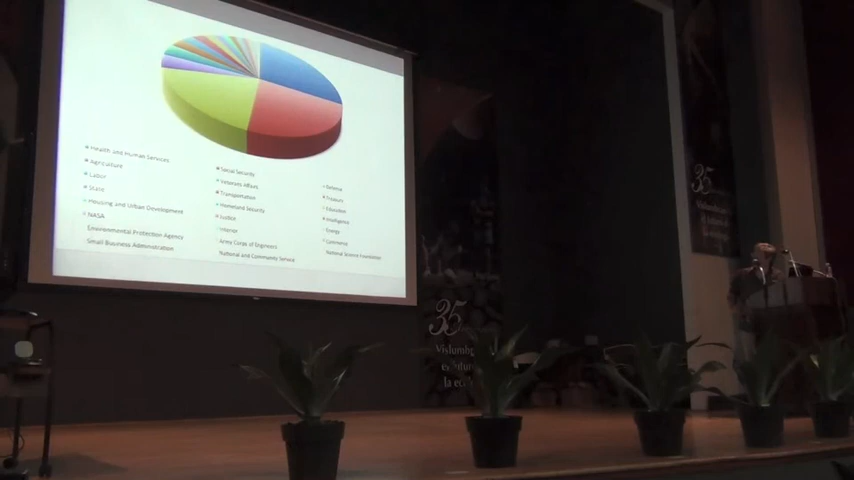 Health and Human Services
Social Security
Defense
Agriculture
Veterans Affairs
Treasury
Labor
Transportation
Education
State
Homeland Security
Intelligence
Housing and Urban Development
Justice
Energy
NASA
Interior
Commerce
Environmental Protection Agency
Army Corps of Engineers
National Science Foundation
Small Business Administration
National and Community Service
35
35